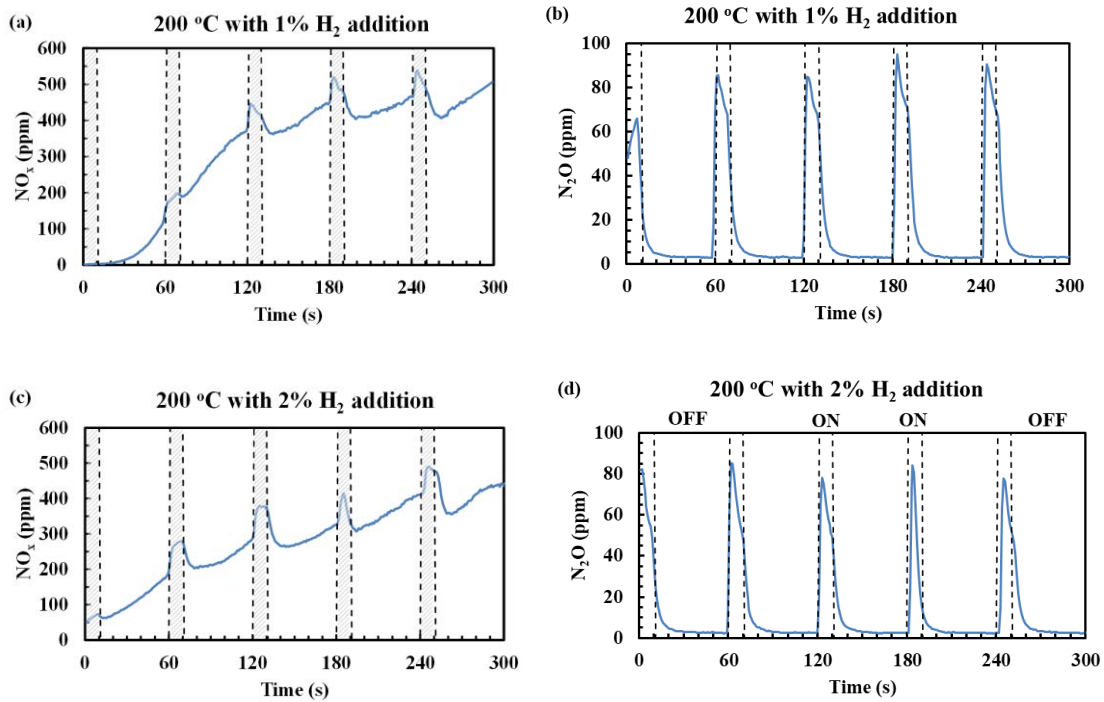 (a)
200 °C with 1% H₂ addition
600
500
400
300
200
100
0
NOₓ (ppm)
0 60 120 180 240 300
Time (s)
(b)
200 °C with 1% H₂ addition
100
80
60
40
20
0
N₂O (ppm)
0 60 120 180 240 300
Time (s)
(c)
200 °C with 2% H₂ addition
600
500
400
300
200
100
0
NOₓ (ppm)
0 60 120 180 240 300
Time (s)
(d)
200 °C with 2% H₂ addition
OFF ON ON OFF
100
80
60
40
20
0
N₂O (ppm)
0 60 120 180 240 300
Time (s)